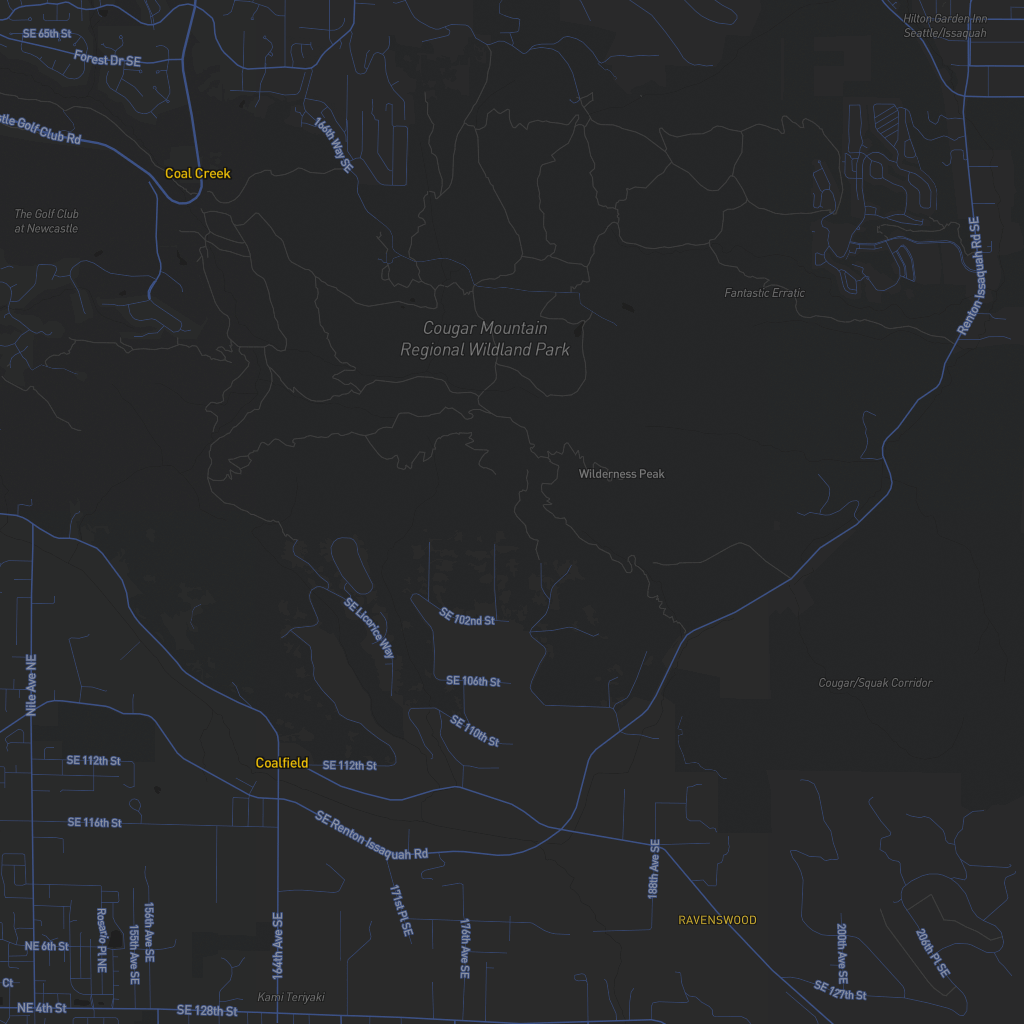 Hilton Garden Inn
Seattle/Issaquah
SE 65th St
Forest Dr SE
stle Golf Club Rd
166th Way SE
Coal Creek
The Golf Club
at Newcastle
Renton Issaquah Rd SE
Fantastic Erratic
Cougar Mountain
Regional Wildland Park
Wilderness Peak
SE Licorice Way
SE 102nd St
Nile Ave NE
SE 106th St
Cougar/Squak Corridor
SE 110th St
SE 112th St
Coalfield
SE 112th St
SE 116th St
SE Renton Issaquah Rd
188th Ave SE
171st Pl SE
176th Ave SE
RAVENSWOOD
156th Ave SE
Rosario Pl NE
155th Ave SE
164th Ave SE
200th Ave SE
206th Pl SE
NE 6th St
Ct
SE 127th St
Kami Teriyaki
NE 4th St
SE 128th St